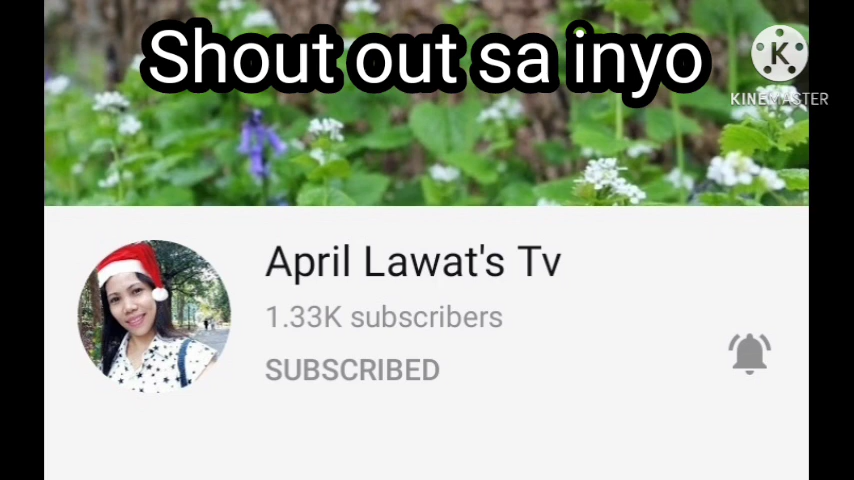 Shout out sa inyo
K
KINEMASTER
April Lawat's Tv
1.33K subscribers
SUBSCRIBED